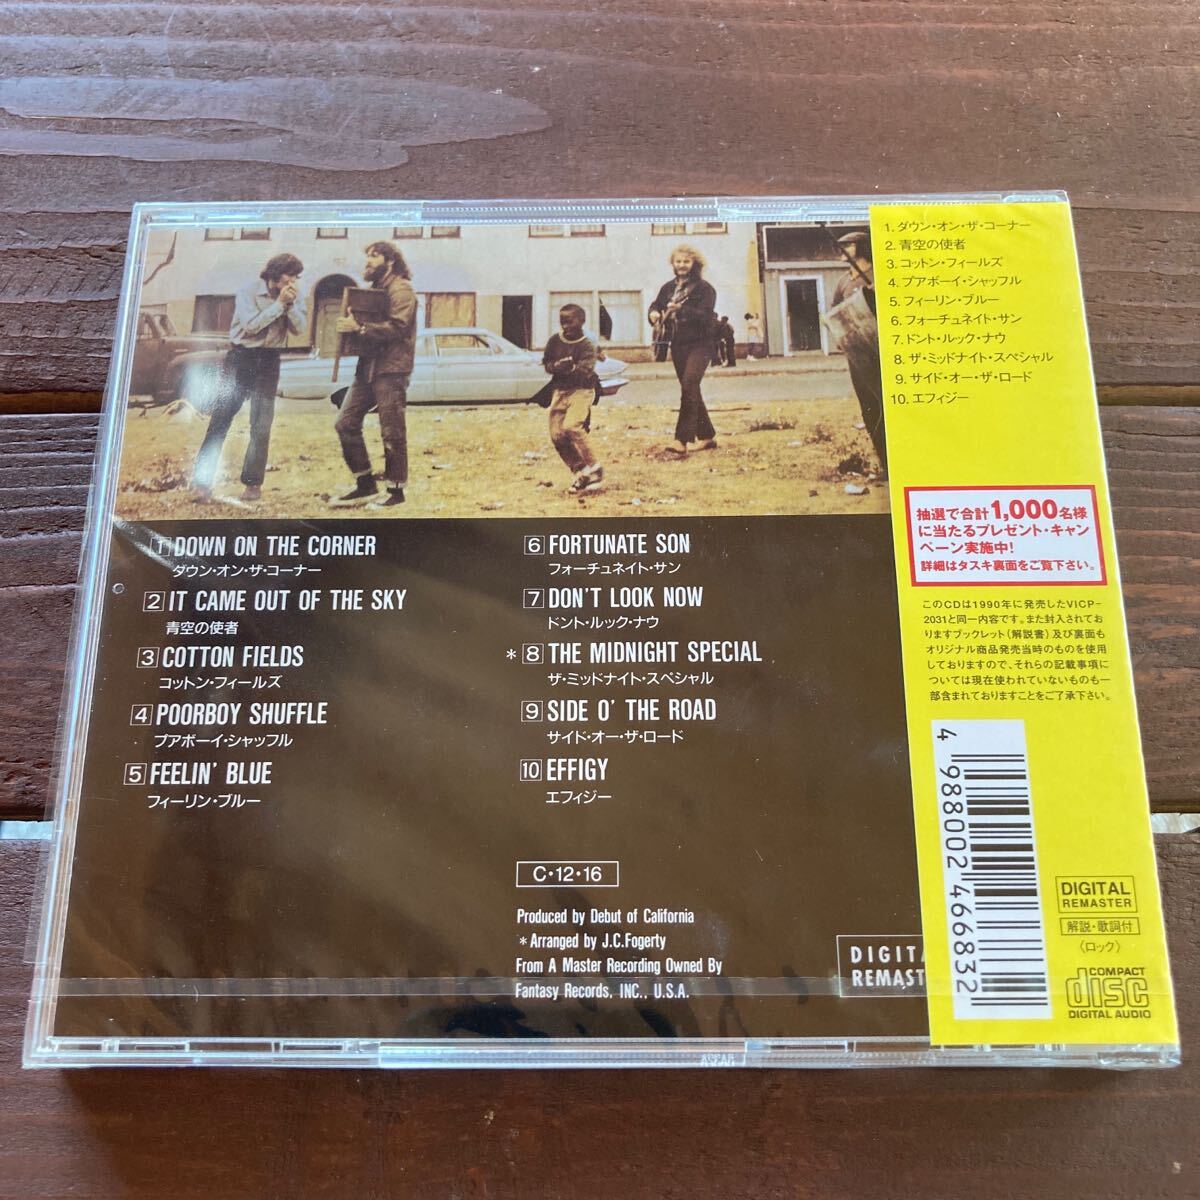 1 DOWN ON THE CORNER
ダウン・オン・ザ・コーナー
2 IT CAME OUT OF THE SKY
青空の使者
3 COTTON FIELDS
コットン・フィールズ
4 POORBOY SHUFFLE
プアボーイ・シャッフル
5 FEELIN' BLUE
フィーリン・ブルー
6 FORTUNATE SON
フォーチュネイト・サン
7 DON'T LOOK NOW
ドント・ルック・ナウ
*8 THE MIDNIGHT SPECIAL
ザ・ミッドナイト・スペシャル
9 SIDE O' THE ROAD
サイド・オー・ザ・ロード
10 EFFIGY
エフィジー
C・12・16
Produced by Debut of California
*Arranged by J.C.Fogerty
From A Master Recording Owned By
Fantasy Records, INC., U.S.A.
1. ダウン・オン・ザ・コーナー
2. 青空の使者
3. コットン・フィールズ
4. プアボーイ・シャッフル
5. フィーリン・ブルー
6. フォーチュネイト・サン
7. ドント・ルック・ナウ
8. ザ・ミッドナイト・スペシャル
9. サイド・オー・ザ・ロード
10. エフィジー
抽選で合計1,000名様
に当たるプレゼント・キャン
ペーン実施中!
詳細はタスキ裏面をご覧下さい。
このCDは1990年に発売したVICP-
2031と同一内容です。また封入されてお
りますブックレット(解説書)及び裏面も
オリジナル商品発売当時のものを使用
しておりますので、それらの記載事項に
ついては現在使われていないものも一
部含まれておりますことをご了承下さい。
4 988002 466832
DIGITAL
REMASTER
解説・歌詞付
〈ロック〉
COMPACT
disc
DIGITAL AUDIO